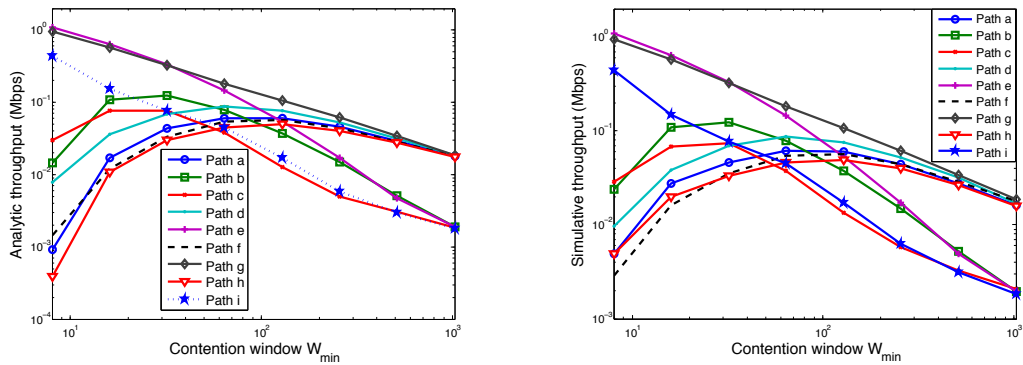 10^0
10^-1
10^-2
10^-3
10^-4
10^1
10^2
10^3
Analytic throughput (Mbps)
Contention window W_min
Path a
Path b
Path c
Path d
Path e
Path f
Path g
Path h
Path i
10^0
10^-1
10^-2
10^-3
10^1
10^2
10^3
Simulative throughput (Mbps)
Contention window W_min
Path a
Path b
Path c
Path d
Path e
Path f
Path g
Path h
Path i